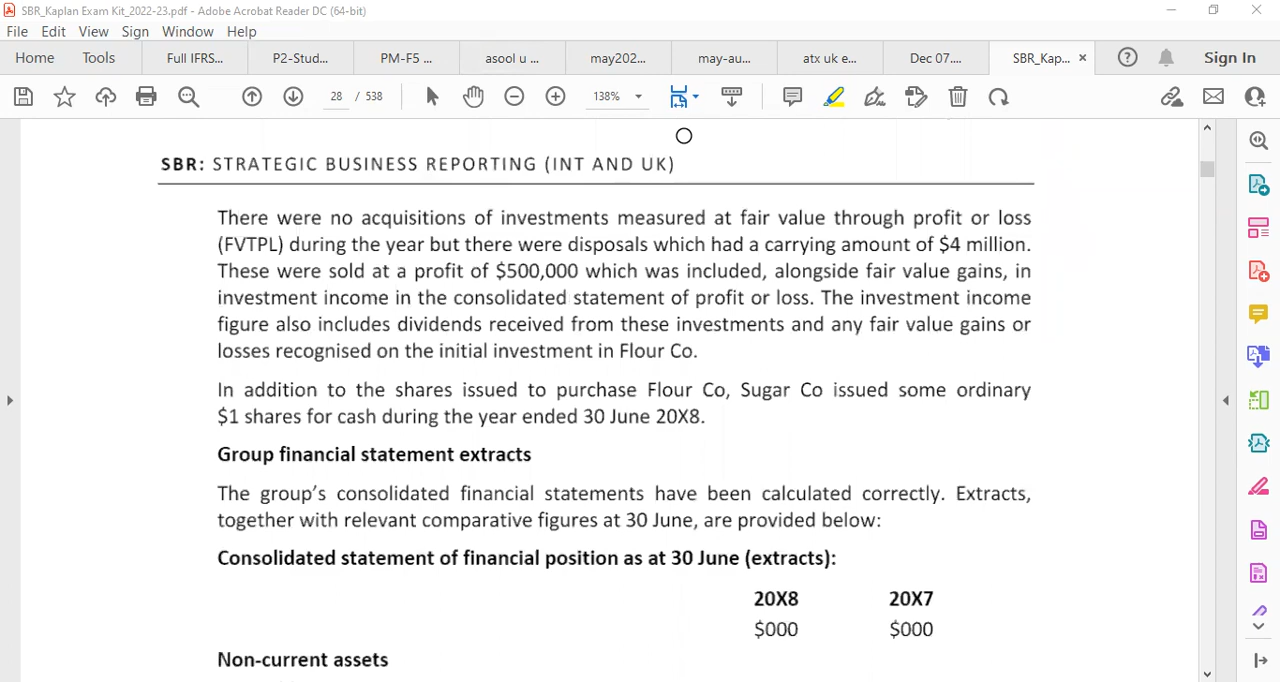 SBR_Kaplan Exam Kit_2022-23.pdf - Adobe Acrobat Reader DC (64-bit)
File Edit View Sign Window Help
Home Tools Full IFRS... P2-Stud... PM-F5 ... asool u ... may202... may-au... atx uk e... Dec 07.... SBR_Kap... × Sign In
28 / 538 138%
SBR: STRATEGIC BUSINESS REPORTING (INT AND UK)
There were no acquisitions of investments measured at fair value through profit or loss
(FVTPL) during the year but there were disposals which had a carrying amount of $4 million.
These were sold at a profit of $500,000 which was included, alongside fair value gains, in
investment income in the consolidated statement of profit or loss. The investment income
figure also includes dividends received from these investments and any fair value gains or
losses recognised on the initial investment in Flour Co.
In addition to the shares issued to purchase Flour Co, Sugar Co issued some ordinary
$1 shares for cash during the year ended 30 June 20X8.
Group financial statement extracts
The group's consolidated financial statements have been calculated correctly. Extracts,
together with relevant comparative figures at 30 June, are provided below:
Consolidated statement of financial position as at 30 June (extracts):
20X8 20X7
$000 $000
Non-current assets